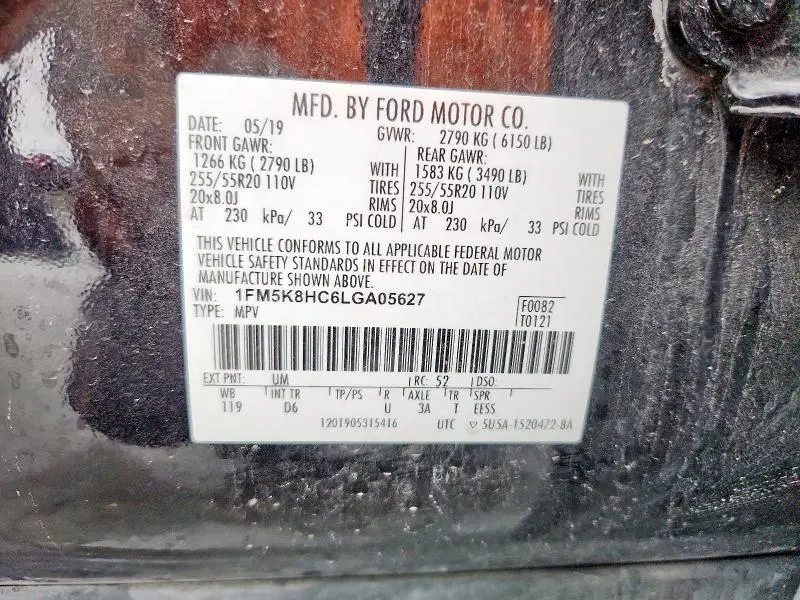 MFD. BY FORD MOTOR CO.
DATE: 05/19 GVWR: 2790 KG ( 6150 LB)
FRONT GAWR: REAR GAWR:
1266 KG ( 2790 LB) WITH 1583 KG ( 3490 LB) WITH
255/55R20 110V TIRES 255/55R20 110V TIRES
20x8.0J RIMS 20x8.0J RIMS
AT 230 kPa/ 33 PSI COLD AT 230 kPa/ 33 PSI COLD
THIS VEHICLE CONFORMS TO ALL APPLICABLE FEDERAL MOTOR
VEHICLE SAFETY STANDARDS IN EFFECT ON THE DATE OF
MANUFACTURE SHOWN ABOVE.
VIN: 1FM5K8HC6LGA05627 F0082
TYPE: MPV T0121
EXT PNT: UM RC: 52 DSO:
WB INT TR TP/PS R AXLE TR SPR
119 D6 U 3A T EESS
1201905315416 UTC ▽ 5U5A-1520472-BA